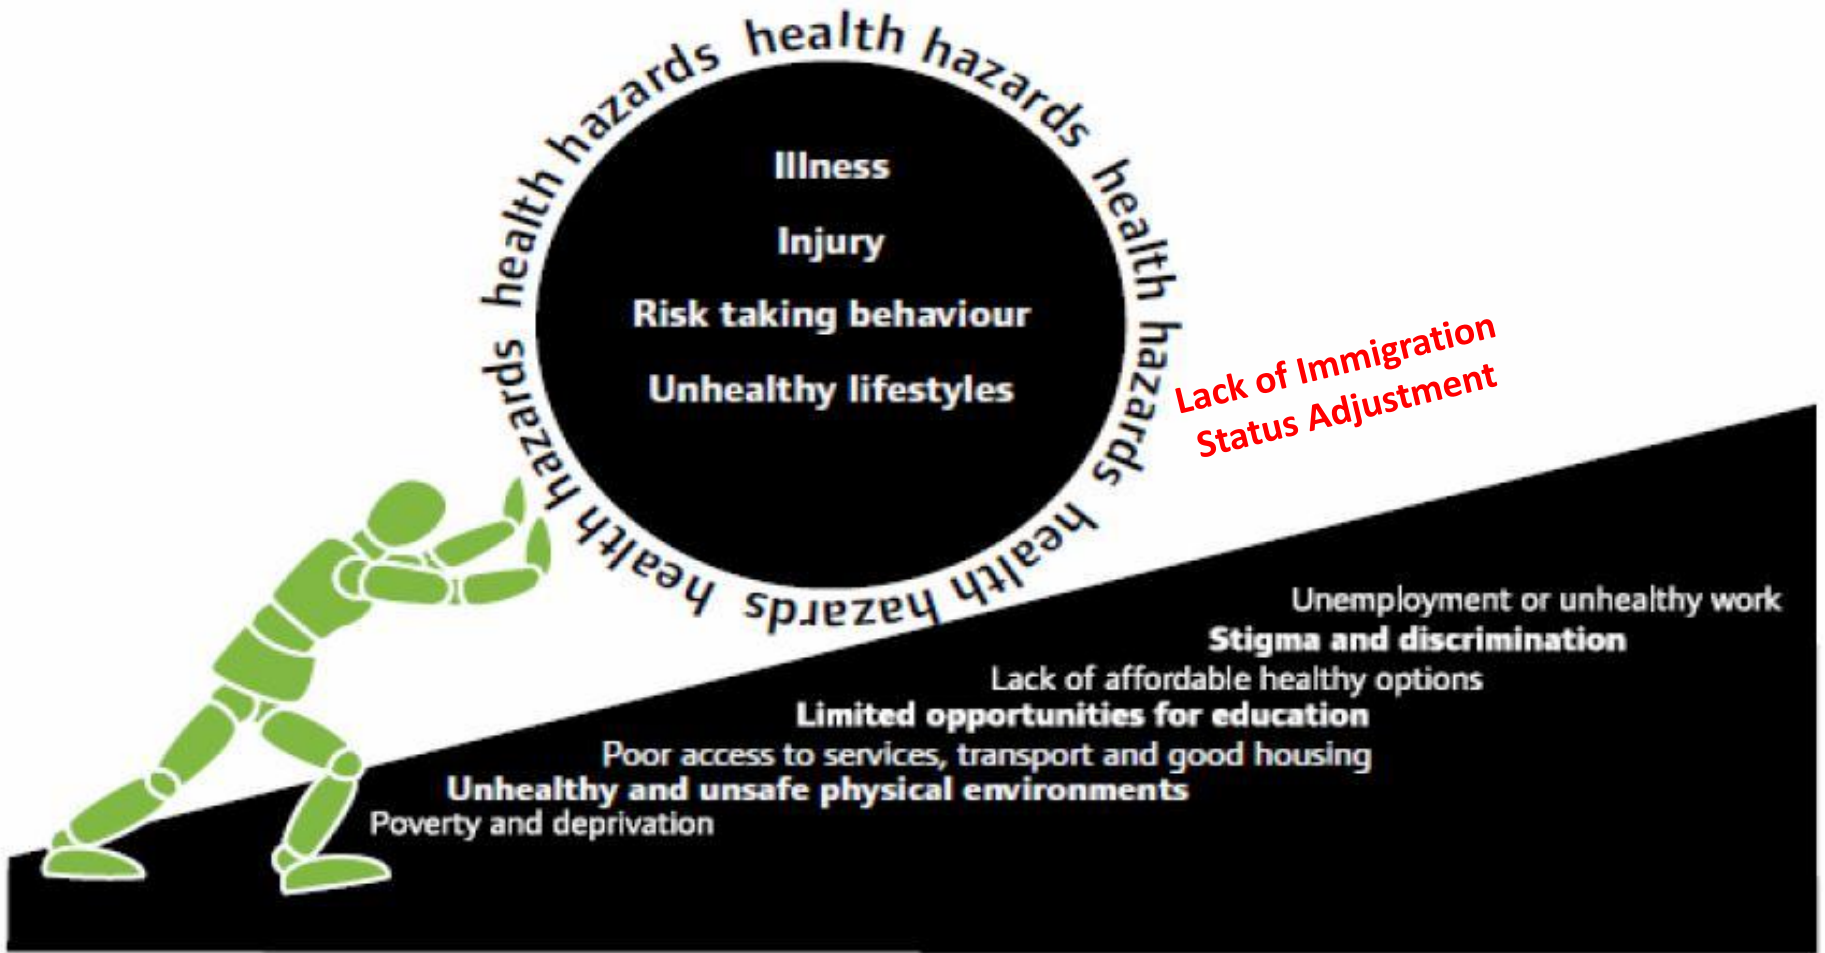 health hazards health hazards health hazards health hazards health hazards
Illness
Injury
Risk taking behaviour
Unhealthy lifestyles
Lack of Immigration
Status Adjustment
Unemployment or unhealthy work
Stigma and discrimination
Lack of affordable healthy options
Limited opportunities for education
Poor access to services, transport and good housing
Unhealthy and unsafe physical environments
Poverty and deprivation